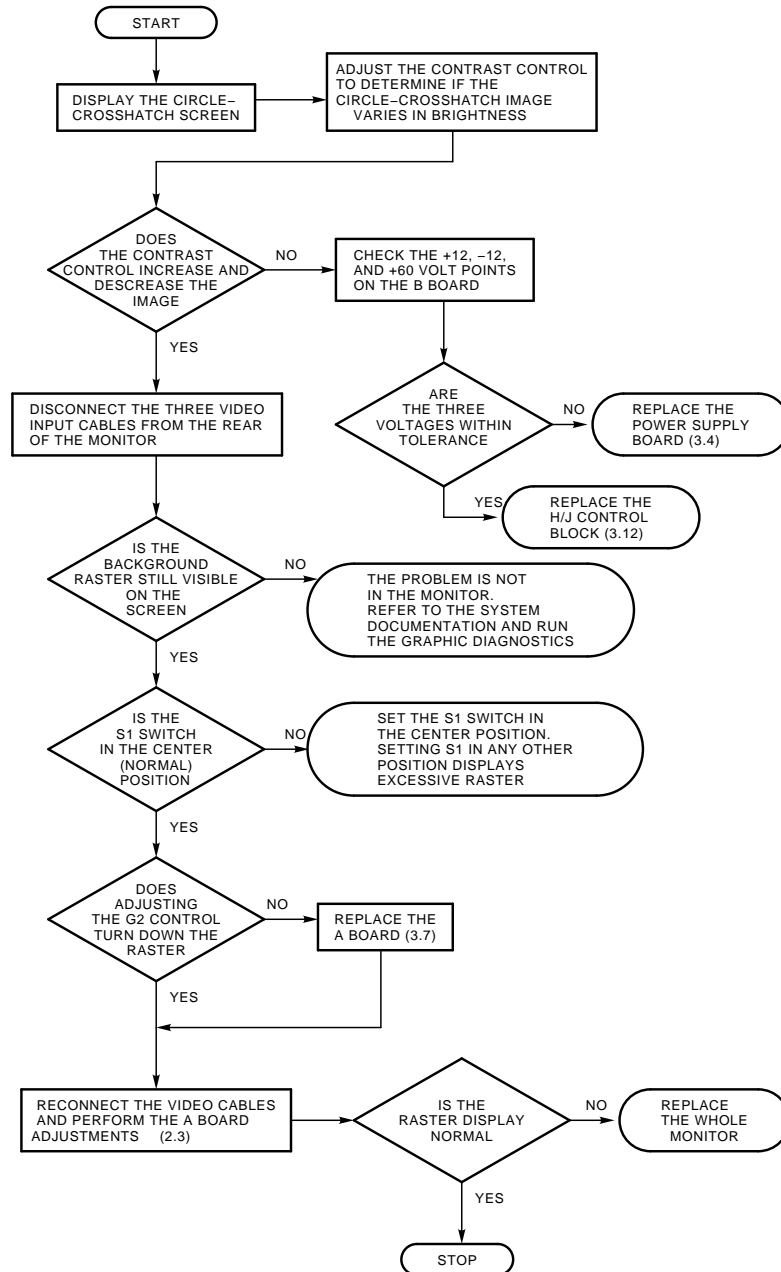 START
DISPLAY THE CIRCLE–
CROSSHATCH SCREEN
ADJUST THE CONTRAST CONTROL
TO DETERMINE IF THE
CIRCLE–CROSSHATCH IMAGE
VARIES IN BRIGHTNESS
DOES
THE CONTRAST
CONTROL INCREASE AND
DESCREASE THE
IMAGE
NO
CHECK THE +12, –12,
AND +60 VOLT POINTS
ON THE B BOARD
YES
ARE
THE THREE
VOLTAGES WITHIN
TOLERANCE
NO
REPLACE THE
POWER SUPPLY
BOARD (3.4)
DISCONNECT THE THREE VIDEO
INPUT CABLES FROM THE REAR
OF THE MONITOR
YES
REPLACE THE
H/J CONTROL
BLOCK (3.12)
IS THE
BACKGROUND
RASTER STILL VISIBLE
ON THE
SCREEN
NO
THE PROBLEM IS NOT
IN THE MONITOR.
REFER TO THE SYSTEM
DOCUMENTATION AND RUN
THE GRAPHIC DIAGNOSTICS
YES
IS THE
S1 SWITCH
IN THE CENTER
(NORMAL)
POSITION
NO
SET THE S1 SWITCH IN
THE CENTER POSITION.
SETTING S1 IN ANY OTHER
POSITION DISPLAYS
EXCESSIVE RASTER
YES
DOES
ADJUSTING
THE G2 CONTROL
TURN DOWN THE
RASTER
NO
REPLACE THE
A BOARD (3.7)
YES
RECONNECT THE VIDEO CABLES
AND PERFORM THE A BOARD
ADJUSTMENTS (2.3)
IS THE
RASTER DISPLAY
NORMAL
NO
REPLACE
THE WHOLE
MONITOR
YES
STOP